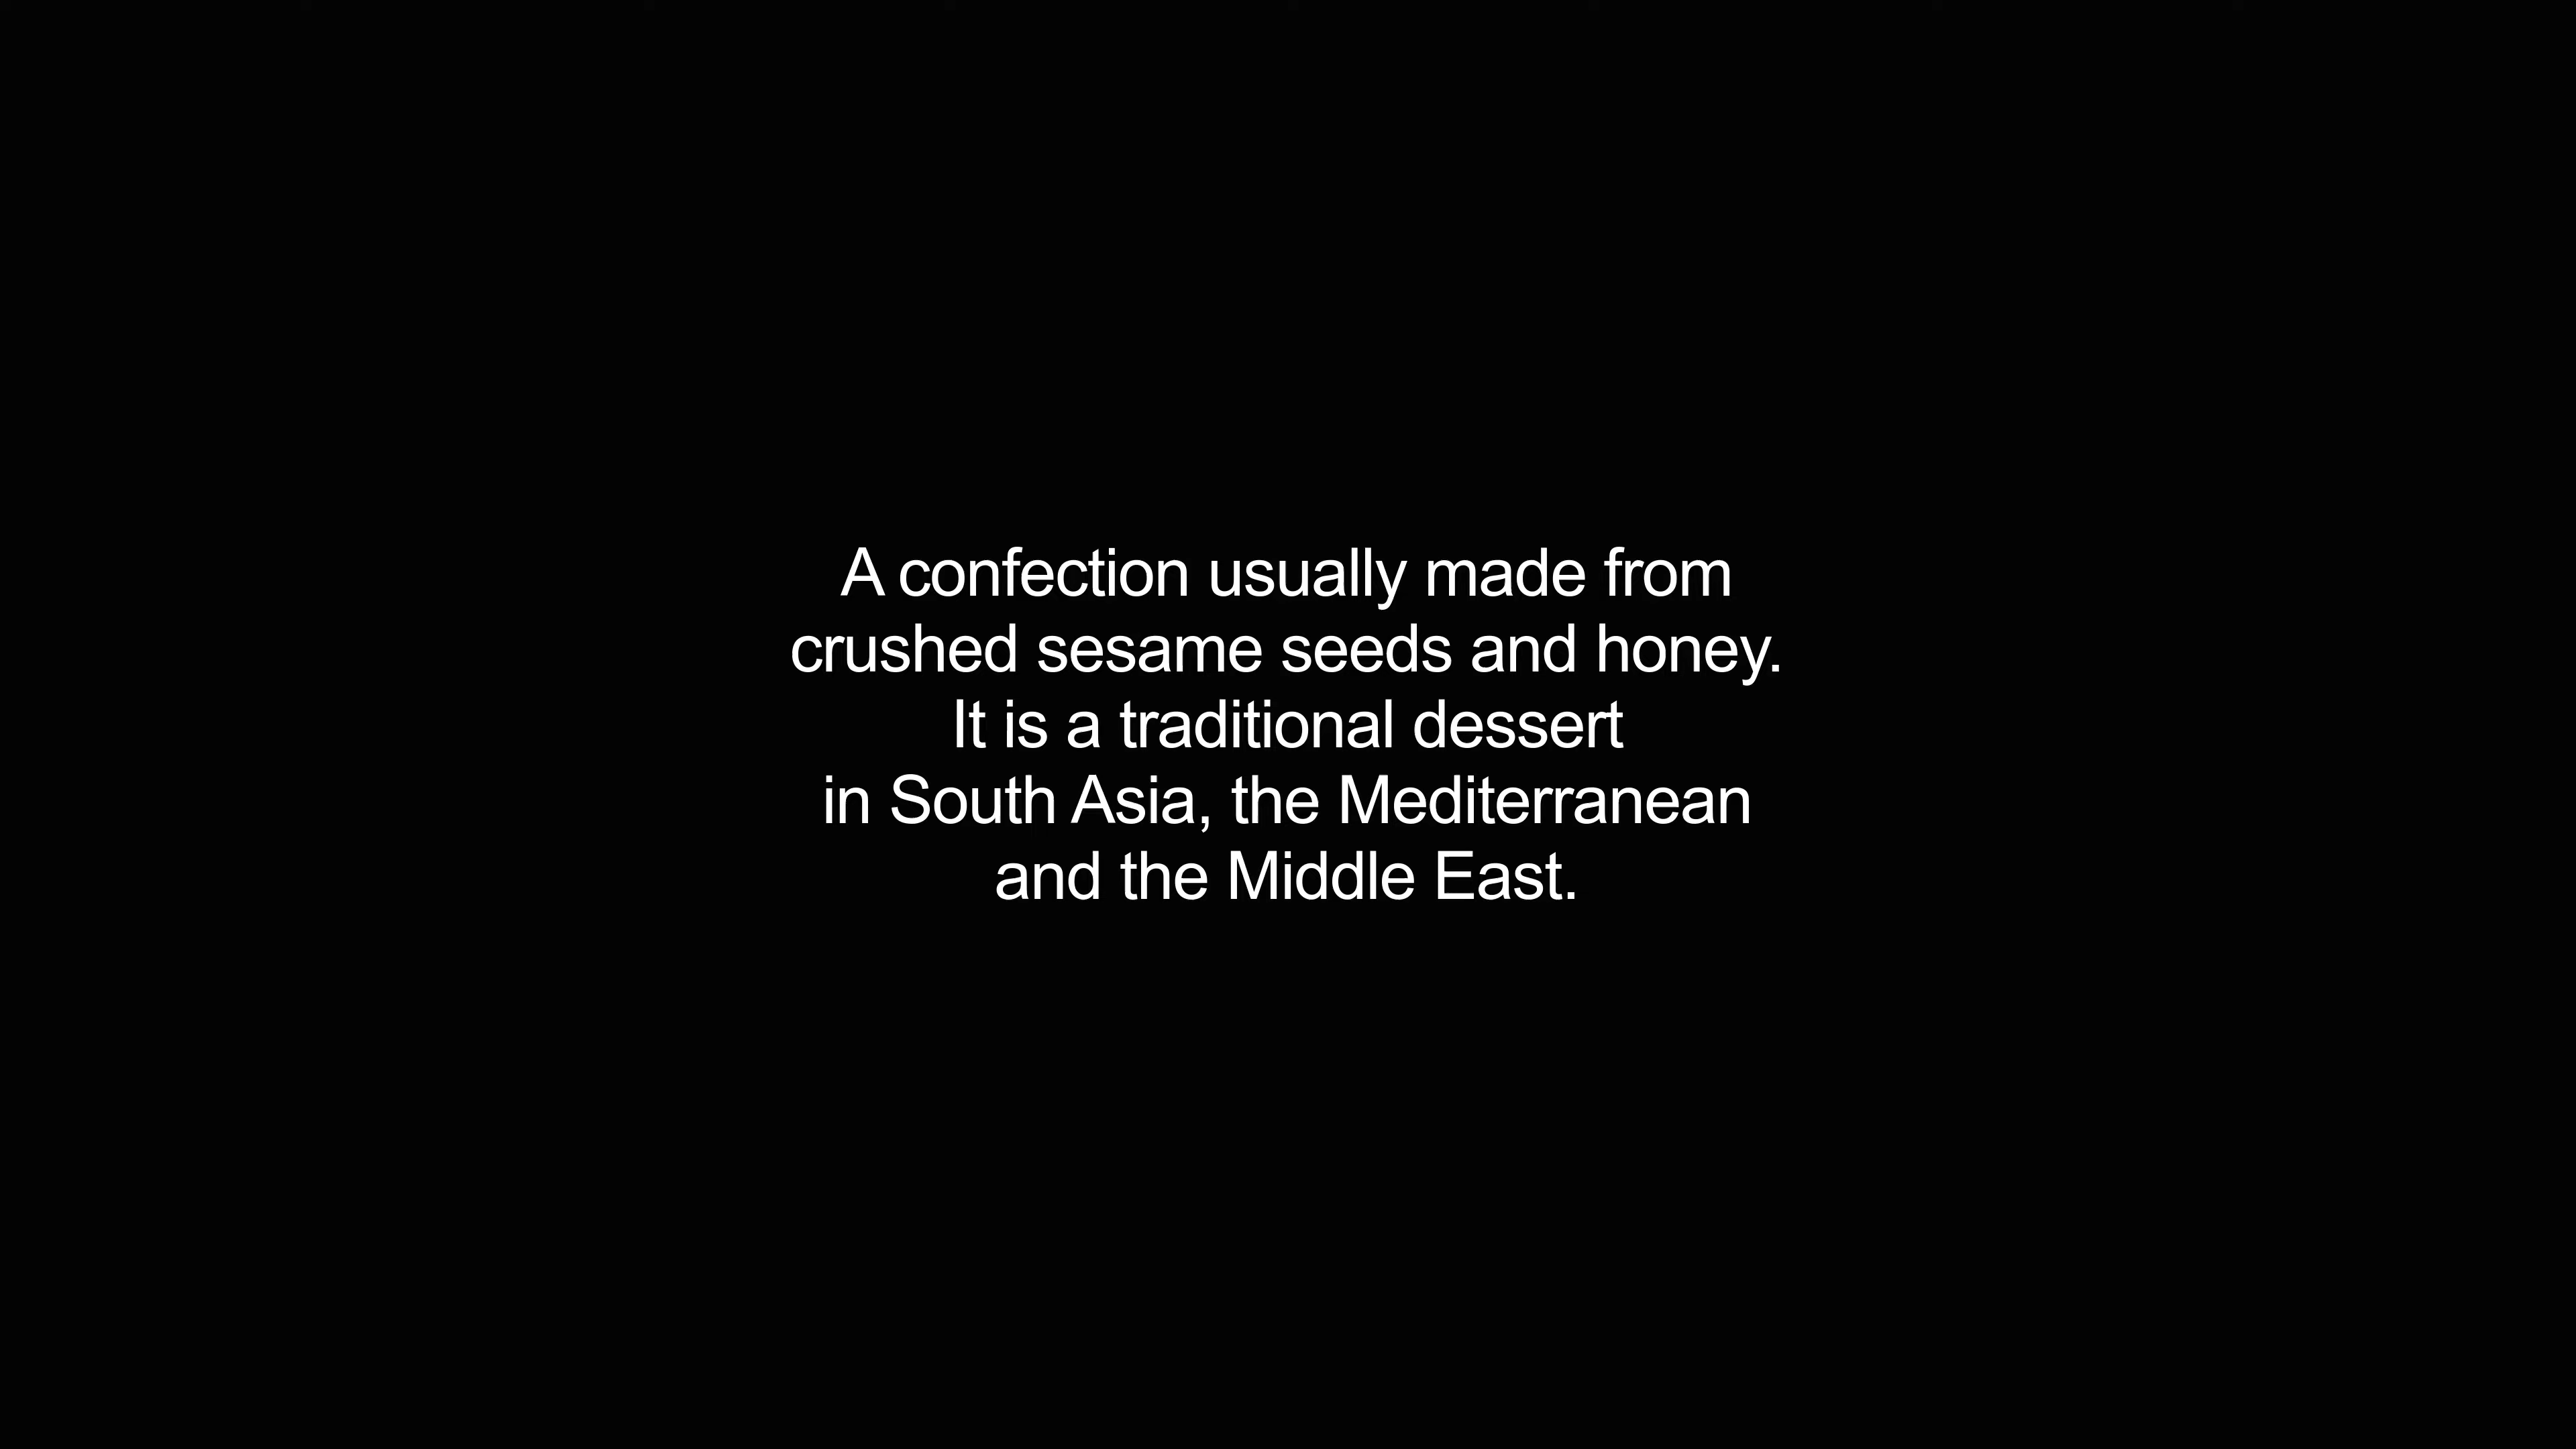 A confection usually made from
crushed sesame seeds and honey.
It is a traditional dessert
in South Asia, the Mediterranean
and the Middle East.